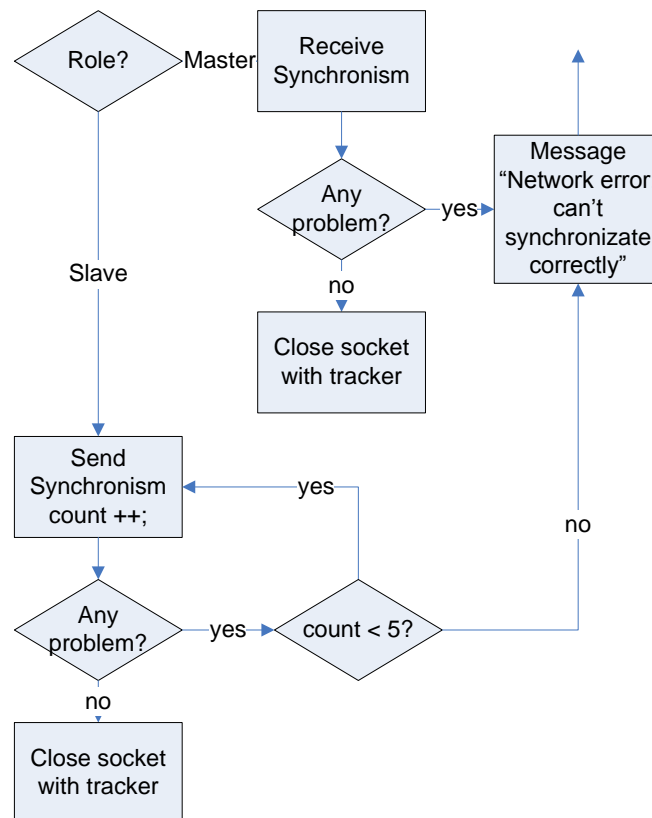 Role?
Master
Receive
Synchronism
Message
“Network error
can’t
synchronizate
correctly”
Any
problem?
yes
Slave
no
Close socket
with tracker
Send
Synchronism
count ++;
yes
no
Any
problem?
yes
count < 5?
no
Close socket
with tracker